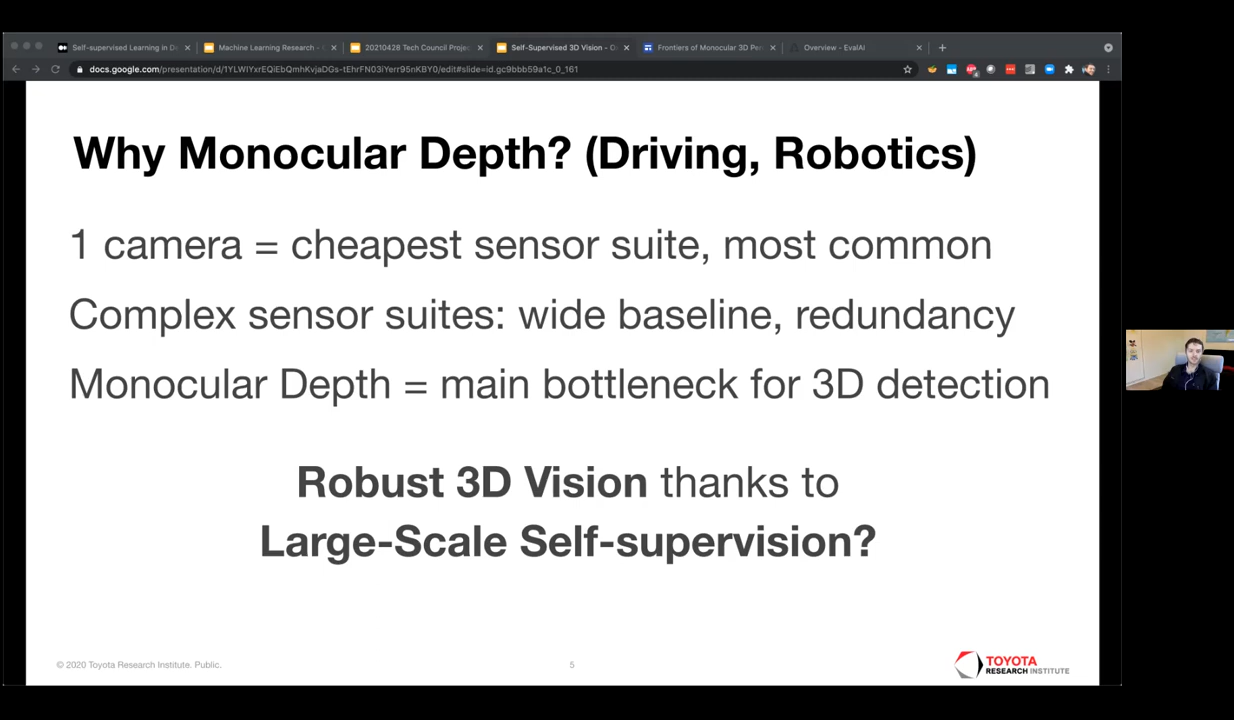 Self-supervised Learning in De
Machine Learning Research -
20210428 Tech Council Projec
Self-Supervised 3D Vision - O
Frontiers of Monocular 3D Per
Overview - EvalAI
docs.google.com/presentation/d/1YLWIYxrEQiEbQmhKvjaDGs-tEhrFN03iYerr95nKBY0/edit#slide=id.gc9bbb59a1c_0_161
Why Monocular Depth? (Driving, Robotics)
1 camera = cheapest sensor suite, most common
Complex sensor suites: wide baseline, redundancy
Monocular Depth = main bottleneck for 3D detection
Robust 3D Vision thanks to
Large-Scale Self-supervision?
© 2020 Toyota Research Institute. Public.
5
TOYOTA
RESEARCH INSTITUTE